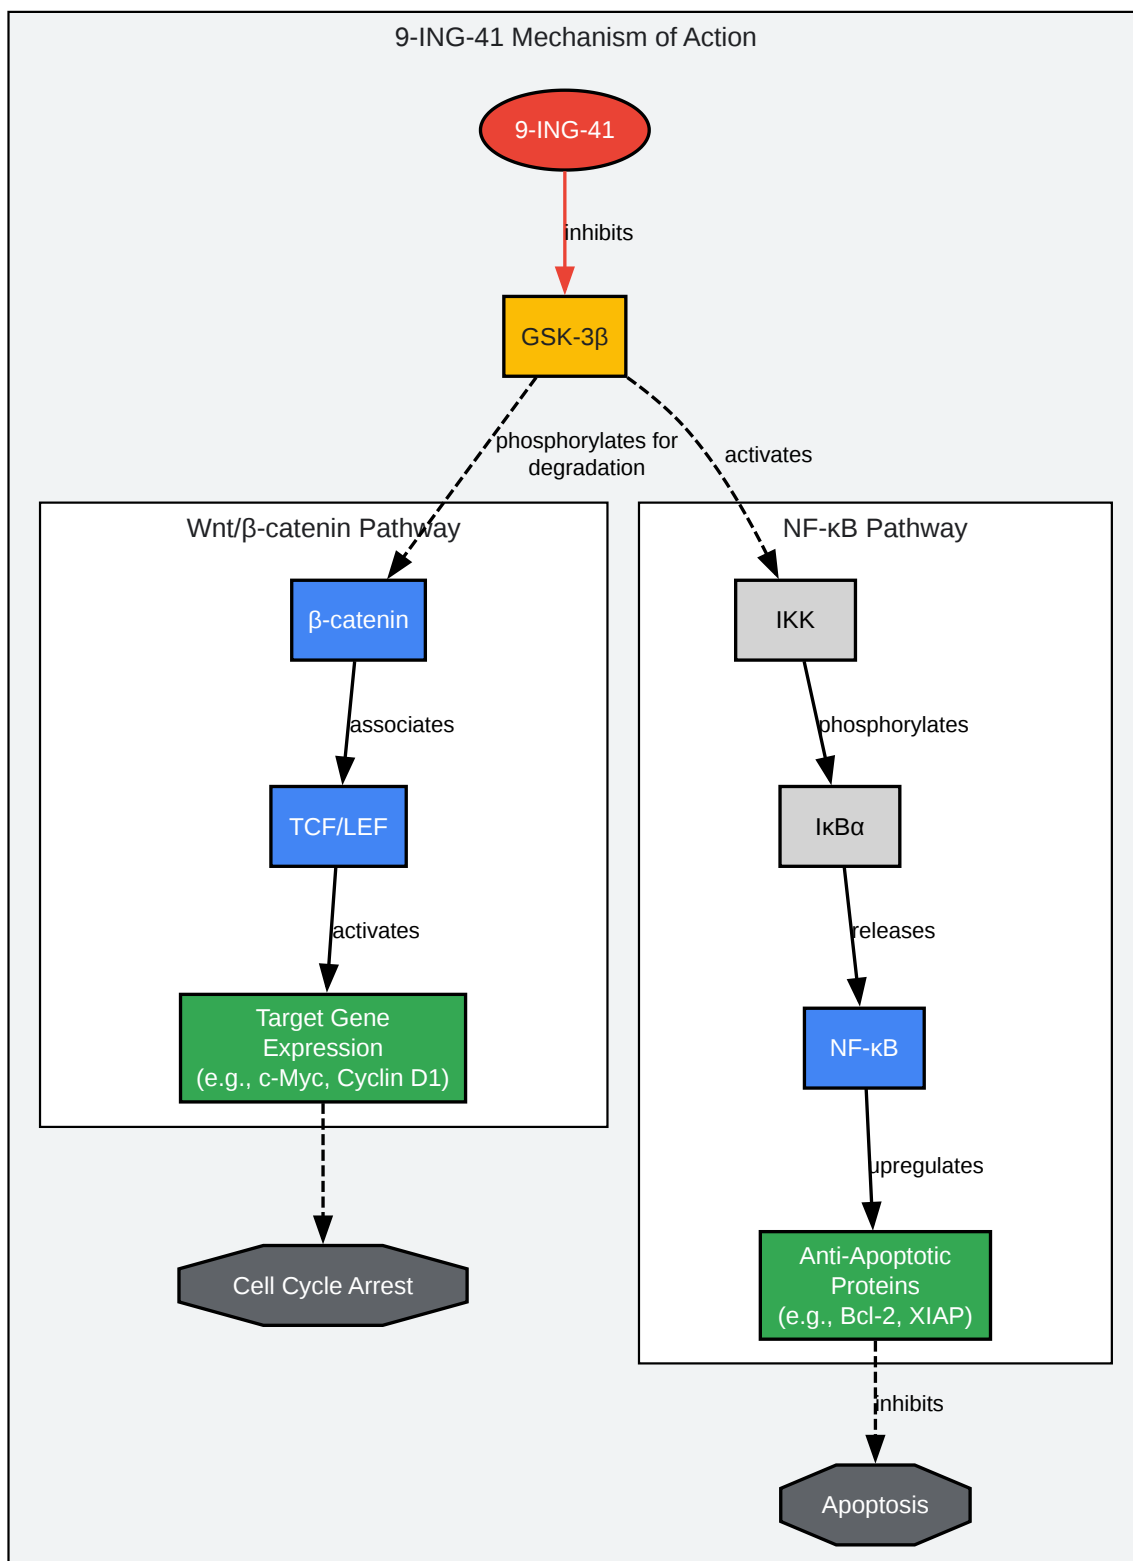 9-ING-41 Mechanism of Action
9-ING-41
inhibits
GSK-3β
phosphorylates for
degradation
activates
Wnt/β-catenin Pathway
β-catenin
associates
TCF/LEF
activates
Target Gene
Expression
(e.g., c-Myc, Cyclin D1)
Cell Cycle Arrest
NF-κB Pathway
IKK
phosphorylates
IκBα
releases
NF-κB
upregulates
Anti-Apoptotic
Proteins
(e.g., Bcl-2, XIAP)
inhibits
Apoptosis